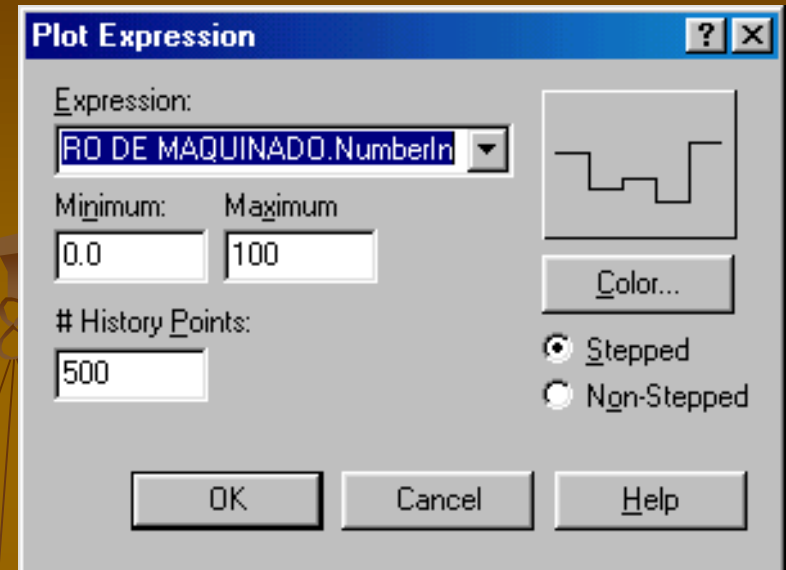 Plot Expression
Expression:
RO DE MAQUINADO.NumberIn
Minimum: Maximum
0.0 100
Color...
# History Points:
500
Stepped
Non-Stepped
OK Cancel Help